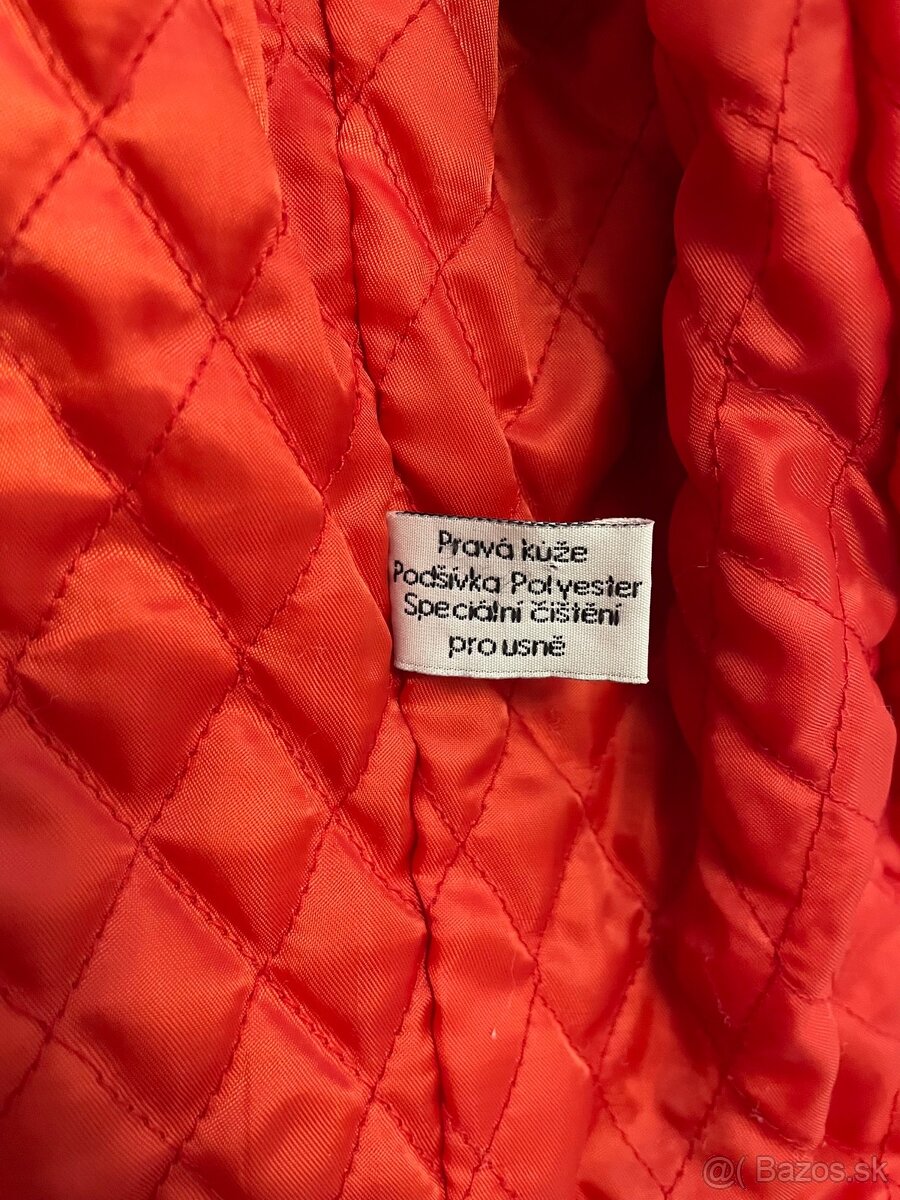 Pravá kůže
Podšívka Polyester
Speciální čištění
pro usně
@( Bazos.sk